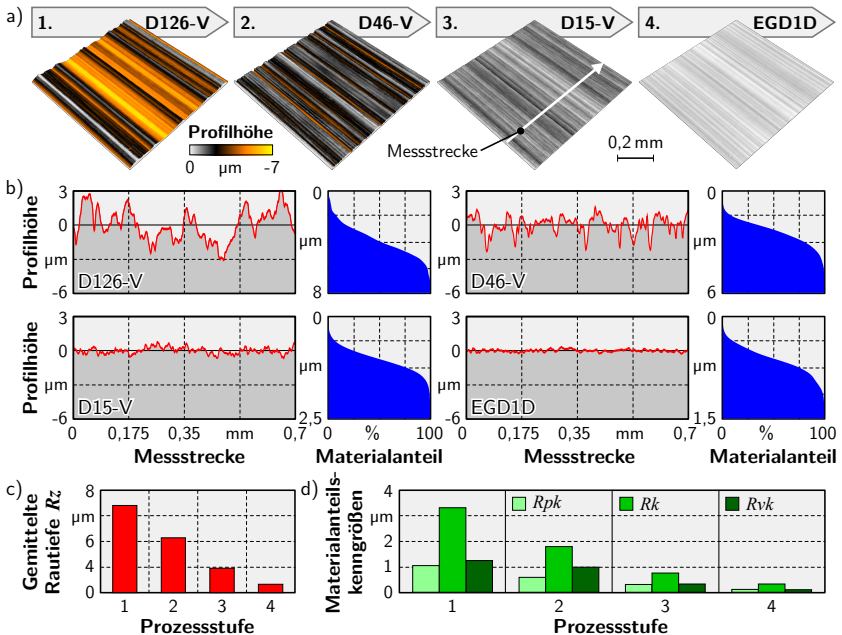 a)
1. D126-V
2. D46-V
3. D15-V
4. EGD1D
Profilhöhe
0 µm -7
Messstrecke
0,2 mm
b)
Profilhöhe
3
0
µm
-6
D126-V
0
µm
8
3
0
µm
-6
D46-V
0
µm
6
Profilhöhe
3
0
µm
-6
D15-V
0 0,175 0,35 mm 0,7
Messstrecke
0
µm
2,5
0 % 100
Materialanteil
3
0
µm
-6
EGD1D
0 0,175 0,35 mm 0,7
Messstrecke
0
µm
1,5
0 % 100
Materialanteil
c)
Gemittelte
Rautiefe Rz
8
µm
6
4
0
1 2 3 4
Prozessstufe
d)
Materialanteils-
kenngrößen
4
µm
2
1
0
Rpk Rk Rvk
1 2 3 4
Prozessstufe